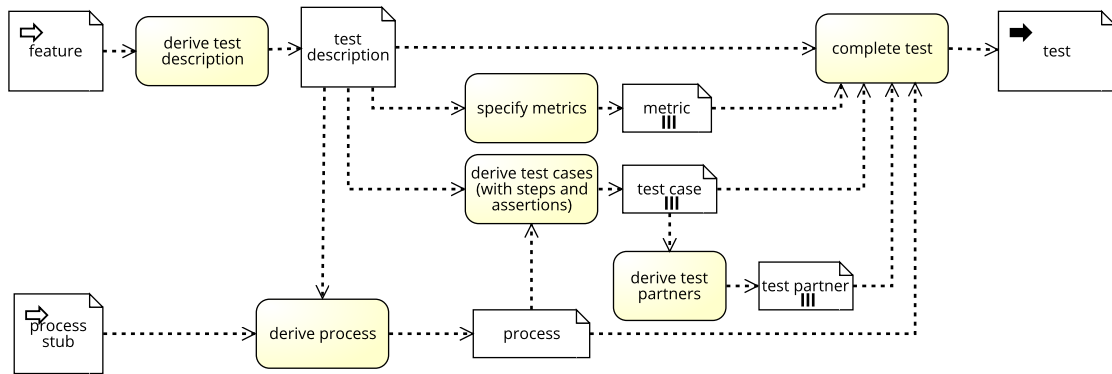 feature
derive test
description
test
description
complete test
test
specify metrics
metric
derive test cases
(with steps and
assertions)
test case
derive test
partners
test partner
process
stub
derive process
process